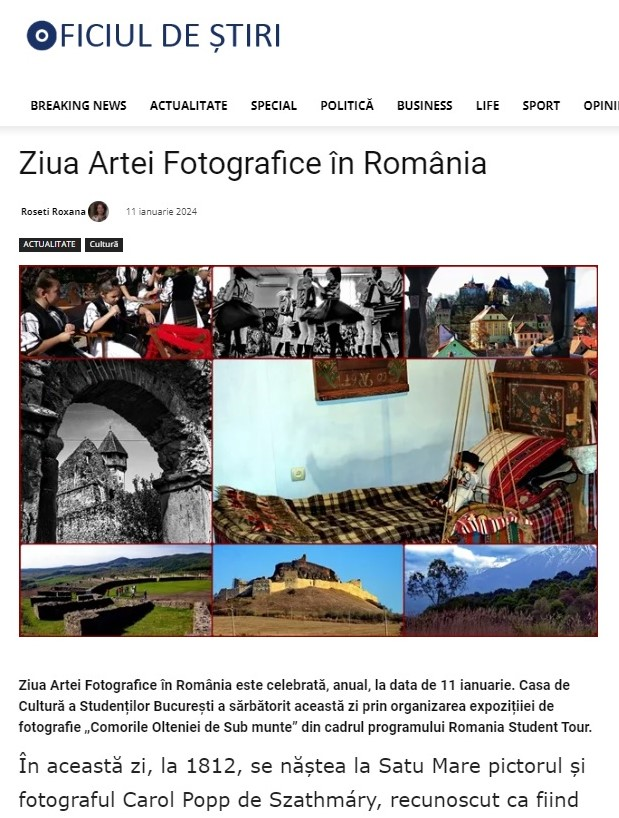 OFICIUL DE ȘTIRI
BREAKING NEWS ACTUALITATE SPECIAL POLITICĂ BUSINESS LIFE SPORT OPINI
Ziua Artei Fotografice în România
Roseti Roxana 11 ianuarie 2024
ACTUALITATE Cultură
Ziua Artei Fotografice în România este celebrată, anual, la data de 11 ianuarie. Casa de
Cultură a Studenților București a sărbătorit această zi prin organizarea expozițiiei de
fotografie „Comorile Olteniei de Sub munte” din cadrul programului Romania Student Tour.
În această zi, la 1812, se năștea la Satu Mare pictorul și
fotograful Carol Popp de Szathmáry, recunoscut ca fiind